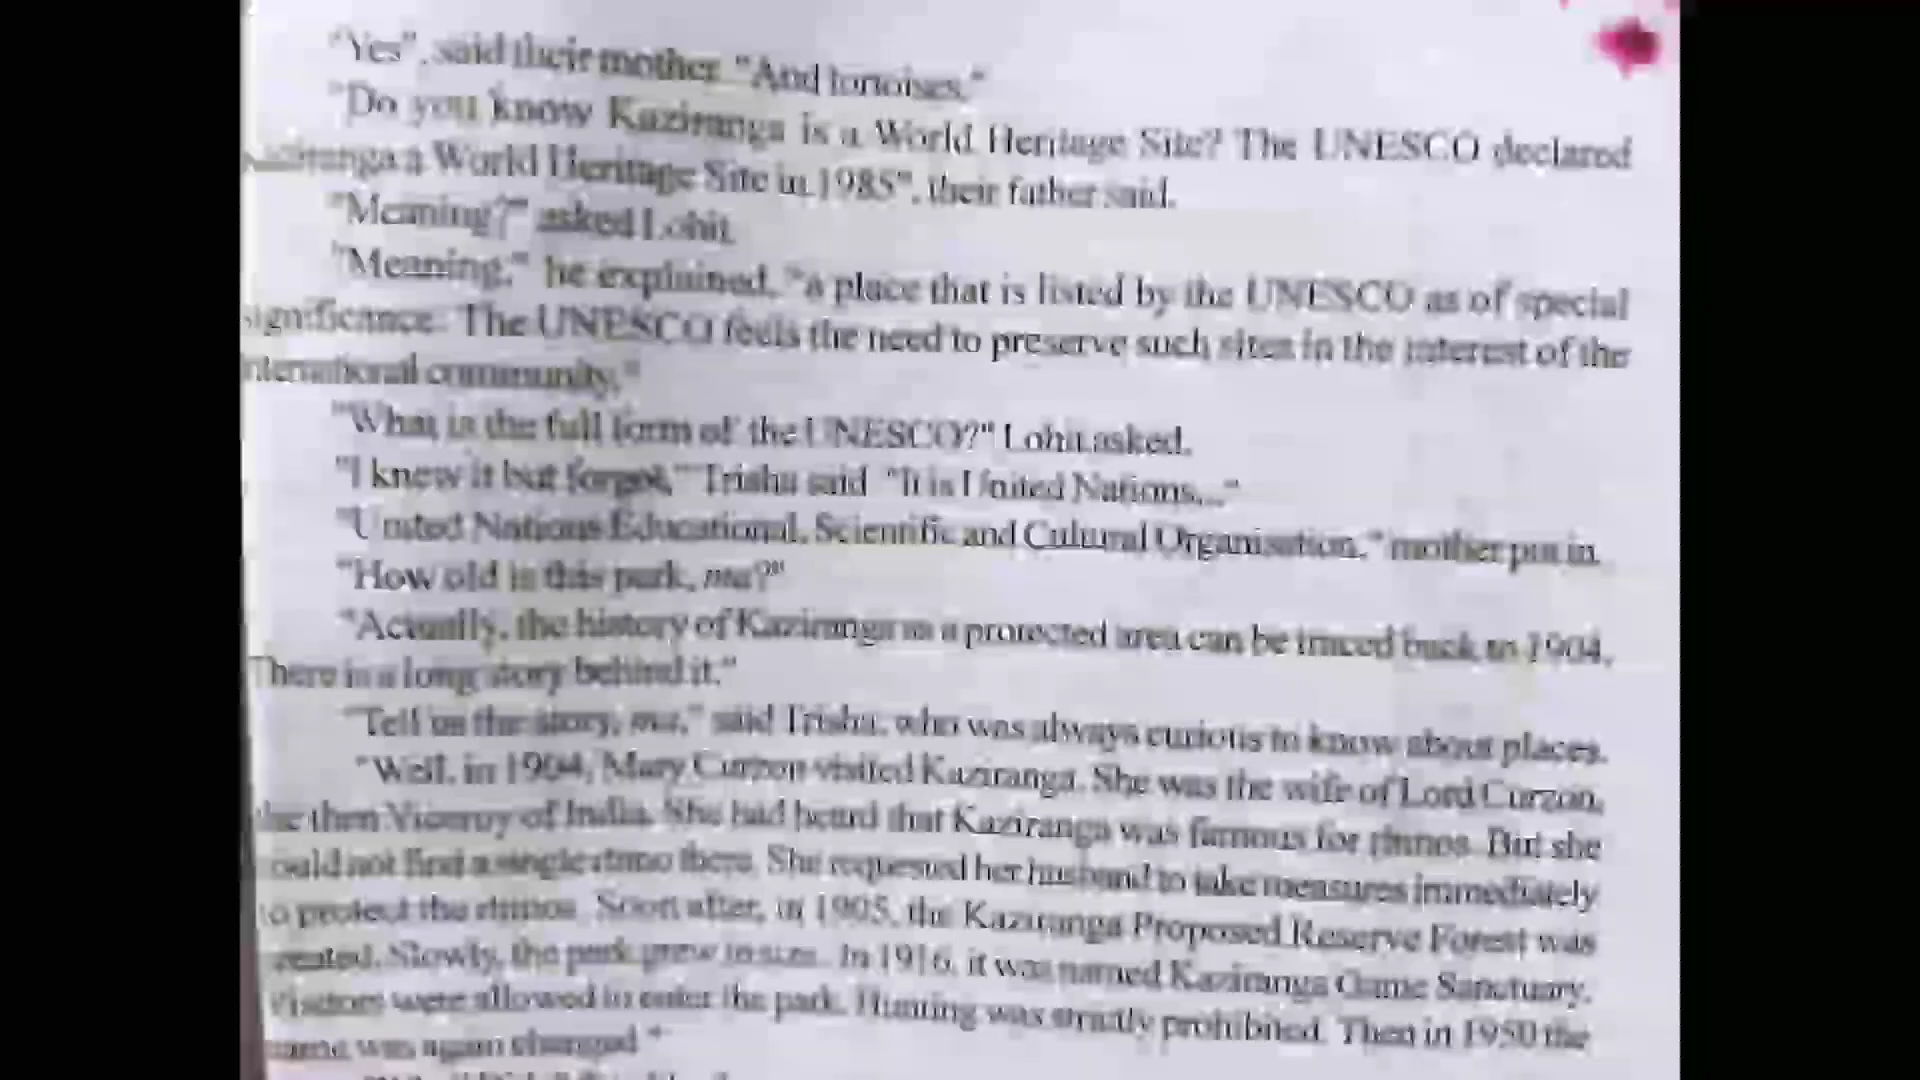 "Yes", said their mother. "And tortoises."
"Do you know Kaziranga is a World Heritage Site? The UNESCO declared
Kaziranga a World Heritage Site in 1985", their father said.
"Meaning?" asked Lohit.
"Meaning," he explained, "a place that is listed by the UNESCO as of special
significance. The UNESCO feels the need to preserve such sites in the interest of the
international community."
"What is the full form of the UNESCO?" Lohit asked.
"I knew it but forgot," Trisha said "It is United Nations..."
"United Nations Educational, Scientific and Cultural Organisation," mother put in.
"How old is this park, ma?"
"Actually, the history of Kaziranga as a protected area can be traced back to 1904.
There is a long story behind it."
"Tell us the story, ma," said Trisha, who was always curious to know about places.
"Well, in 1904, Mary Curzon visited Kaziranga. She was the wife of Lord Curzon,
the then Viceroy of India. She had heard that Kaziranga was famous for rhinos. But she
could not find a single rhino there. She requested her husband to take measures immediately
to protect the rhinos. Soon after, in 1905, the Kaziranga Proposed Reserve Forest was
created. Slowly, the park grew in size. In 1916, it was named Kaziranga Game Sanctuary.
Visitors were allowed to enter the park. Hunting was strictly prohibited. Then in 1950 the
name was again changed."